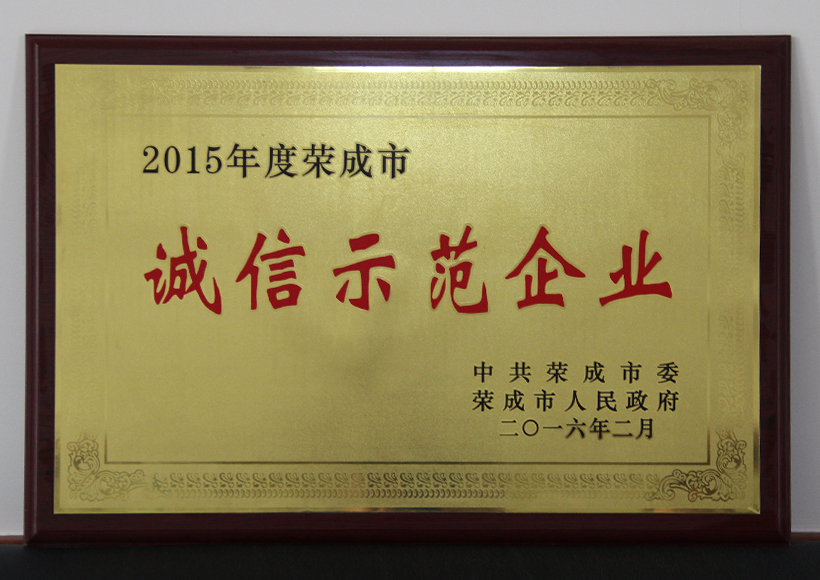 2015年度荣成市
诚信示范企业
中共荣成市委
荣成市人民政府
二〇一六年二月